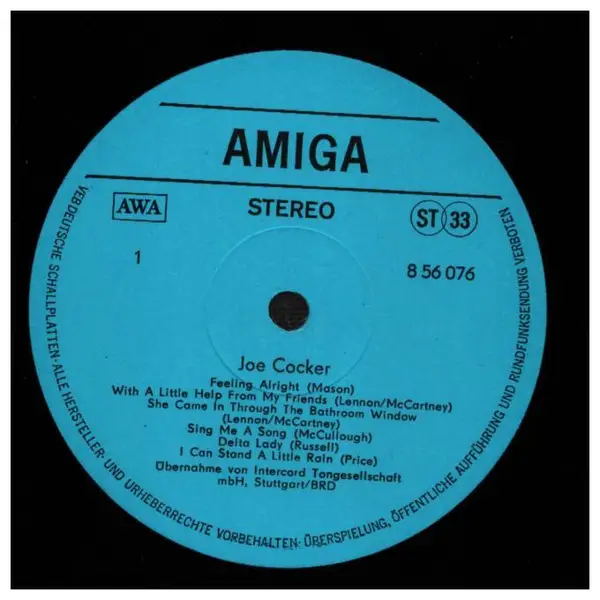 AMIGA
AWA
STEREO
ST 33
1
8 56 076
Joe Cocker
Feeling Alright (Mason)
With A Little Help From My Friends (Lennon/McCartney)
She Came In Through The Bathroom Window
(Lennon/McCartney)
Sing Me A Song (McCullough)
Delta Lady (Russell)
I Can Stand A Little Rain (Price)
Übernahme von Intercord Tongesellschaft
mbH, Stuttgart/BRD
VEB DEUTSCHE SCHALLPLATTEN · ALLE HERSTELLER- UND URHEBERRECHTE VORBEHALTEN · ÜBERSPIELUNG, ÖFFENTLICHE AUFFÜHRUNG UND RUNDFUNKSENDUNG VERBOTEN